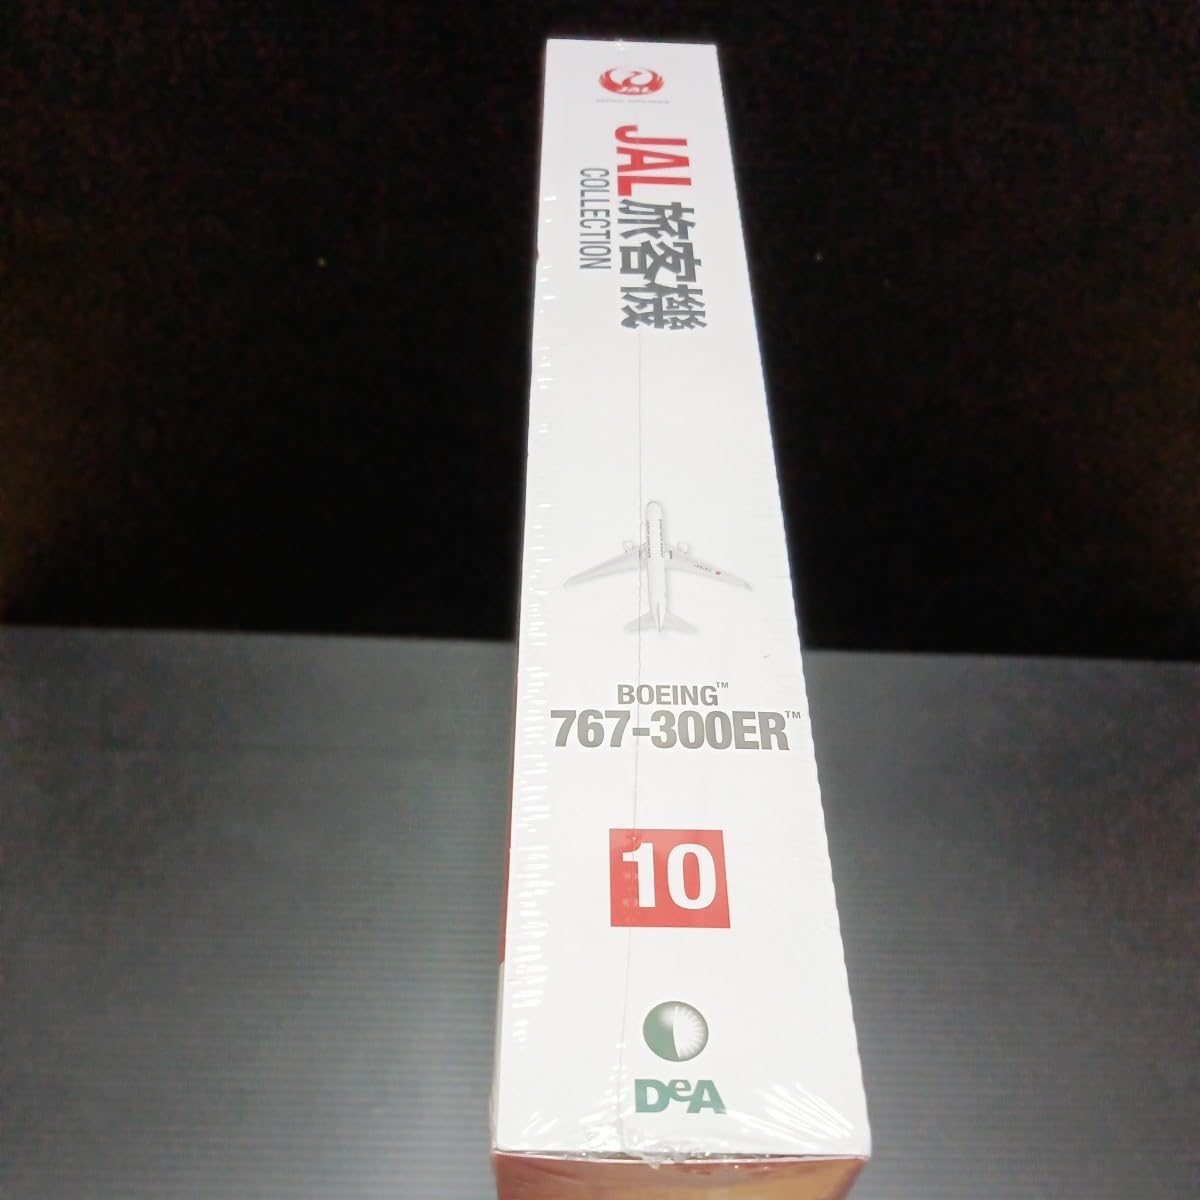 JAL
JAL旅客機
COLLECTION
BOEING™
767-300ER™
10
DeA